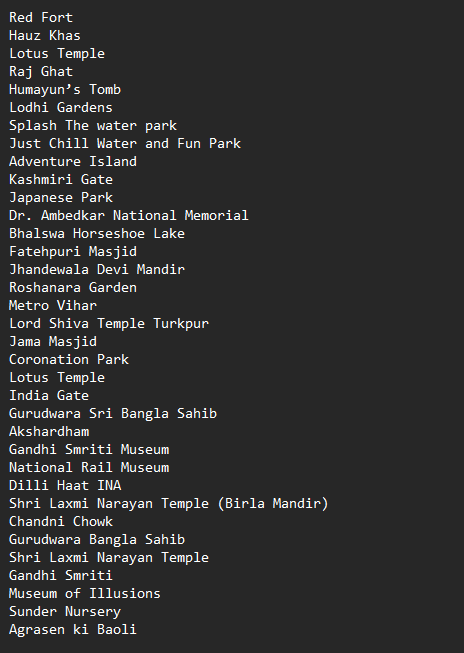 Red Fort
Hauz Khas
Lotus Temple
Raj Ghat
Humayun’s Tomb
Lodhi Gardens
Splash The water park
Just Chill Water and Fun Park
Adventure Island
Kashmiri Gate
Japanese Park
Dr. Ambedkar National Memorial
Bhalswa Horseshoe Lake
Fatehpuri Masjid
Jhandewala Devi Mandir
Roshanara Garden
Metro Vihar
Lord Shiva Temple Turkpur
Jama Masjid
Coronation Park
Lotus Temple
India Gate
Gurudwara Sri Bangla Sahib
Akshardham
Gandhi Smriti Museum
National Rail Museum
Dilli Haat INA
Shri Laxmi Narayan Temple (Birla Mandir)
Chandni Chowk
Gurudwara Bangla Sahib
Shri Laxmi Narayan Temple
Gandhi Smriti
Museum of Illusions
Sunder Nursery
Agrasen ki Baoli